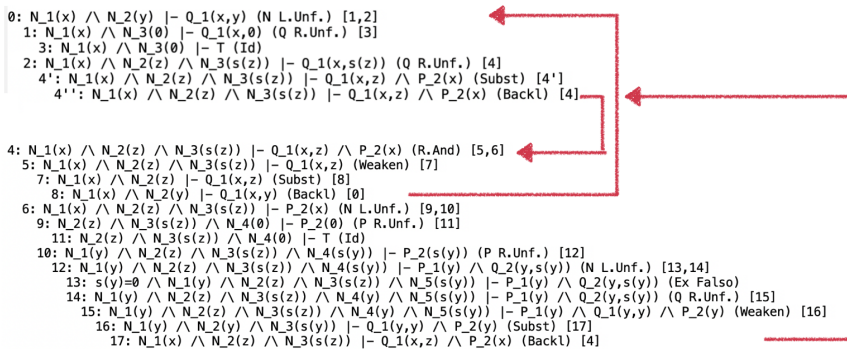 0: N_1(x) /\ N_2(y) |- Q_1(x,y) (N L.Unf.) [1,2]
1: N_1(x) /\ N_3(0) |- Q_1(x,0) (Q R.Unf.) [3]
3: N_1(x) /\ N_3(0) |- T (Id)
2: N_1(x) /\ N_2(z) /\ N_3(s(z)) |- Q_1(x,s(z)) (Q R.Unf.) [4]
4': N_1(x) /\ N_2(z) /\ N_3(s(z)) |- Q_1(x,z) /\ P_2(x) (Subst) [4']
4'': N_1(x) /\ N_2(z) /\ N_3(s(z)) |- Q_1(x,z) /\ P_2(x) (Backl) [4]
4: N_1(x) /\ N_2(z) /\ N_3(s(z)) |- Q_1(x,z) /\ P_2(x) (R.And) [5,6]
5: N_1(x) /\ N_2(z) /\ N_3(s(z)) |- Q_1(x,z) (Weaken) [7]
7: N_1(x) /\ N_2(z) |- Q_1(x,z) (Subst) [8]
8: N_1(x) /\ N_2(y) |- Q_1(x,y) (Backl) [0]
6: N_1(x) /\ N_2(z) /\ N_3(s(z)) |- P_2(x) (N L.Unf.) [9,10]
9: N_2(z) /\ N_3(s(z)) /\ N_4(0) |- P_2(0) (P R.Unf.) [11]
11: N_2(z) /\ N_3(s(z)) /\ N_4(0) |- T (Id)
10: N_1(y) /\ N_2(z) /\ N_3(s(z)) /\ N_4(s(y)) |- P_2(s(y)) (P R.Unf.) [12]
12: N_1(y) /\ N_2(z) /\ N_3(s(z)) /\ N_4(s(y)) |- P_1(y) /\ Q_2(y,s(y)) (N L.Unf.) [13,14]
13: s(y)=0 /\ N_1(y) /\ N_2(z) /\ N_3(s(z)) /\ N_5(s(y)) |- P_1(y) /\ Q_2(y,s(y)) (Ex Falso)
14: N_1(y) /\ N_2(z) /\ N_3(s(z)) /\ N_4(y) /\ N_5(s(y)) |- P_1(y) /\ Q_2(y,s(y)) (Q R.Unf.) [15]
15: N_1(y) /\ N_2(z) /\ N_3(s(z)) /\ N_4(y) /\ N_5(s(y)) |- P_1(y) /\ Q_1(y,y) /\ P_2(y) (Weaken) [16]
16: N_1(y) /\ N_2(y) /\ N_3(s(y)) |- Q_1(y,y) /\ P_2(y) (Subst) [17]
17: N_1(x) /\ N_2(z) /\ N_3(s(z)) |- Q_1(x,z) /\ P_2(x) (Backl) [4]